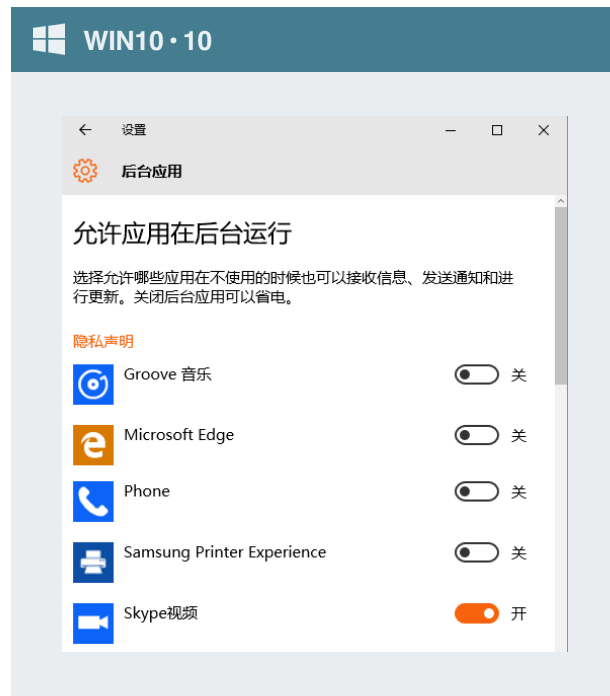 WIN10·10
设置
后台应用
允许应用在后台运行
选择允许哪些应用在不使用的时候也可以接收信息、发送通知和进
行更新。关闭后台应用可以省电。
隐私声明
Groove 音乐 关
Microsoft Edge 关
Phone 关
Samsung Printer Experience 关
Skype视频 开